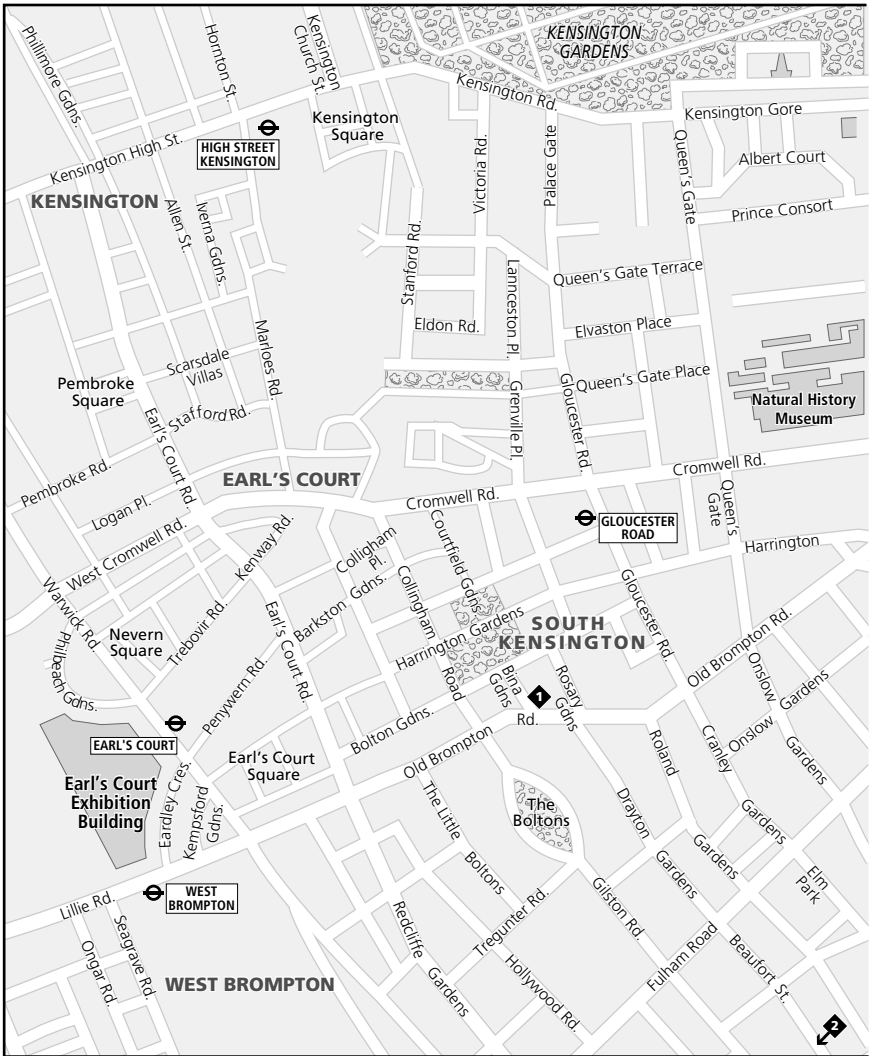 Phillimore Gdns.
Hornton St.
Kensington
Church St.
KENSINGTON
GARDENS
Kensington Rd.
Kensington Gore
Kensington
Square
HIGH STREET
KENSINGTON
Kensington High St.
KENSINGTON
Allen St.
Iverna Gdns.
Victoria Rd.
Palace Gate
Queen's Gate
Albert Court
Prince Consort
Stanford Rd.
Lannceston Pl.
Queen's Gate Terrace
Eldon Rd.
Elvaston Place
Marloes Rd.
Scarsdale
Villas
Pembroke
Square
Stafford Rd.
Earl's Court Rd.
Grenville Pl.
Gloucester Rd.
Queen's Gate Place
Natural History
Museum
Pembroke Rd.
EARL'S COURT
Cromwell Rd.
Cromwell Rd.
Logan Pl.
West Cromwell Rd.
Kenway Rd.
Colligham
Pl.
Courtfield Gdns.
GLOUCESTER
ROAD
Queen's
Gate
Harrington
Warwick Rd.
Philbeach Gdns.
Nevern
Square
Trebovir Rd.
Earl's Court Rd.
Barkston Gdns.
Collingham
Road
Harrington Gardens
SOUTH
KENSINGTON
Gloucester Rd.
Old Brompton Rd.
Penywern Rd.
Bina
Gdns
1
Rosary
Gdns
Onslow
Gardens
Onslow Gardens
EARL'S COURT
Earl's Court
Square
Bolton Gdns.
Old Brompton
Rd.
Roland
Gardens
Cranley
Gardens
Earl's Court
Exhibition
Building
Eardley Cres.
Kempsford
Gdns.
The Little
Boltons
The
Boltons
Drayton
Gardens
Elm
Park
WEST
BROMPTON
Lillie Rd.
Seagrave Rd.
Ongar Rd.
WEST BROMPTON
Redcliffe
Gardens
Tregunter Rd.
Hollywood Rd.
Gilston Rd.
Fulham Road
Beaufort St.
2